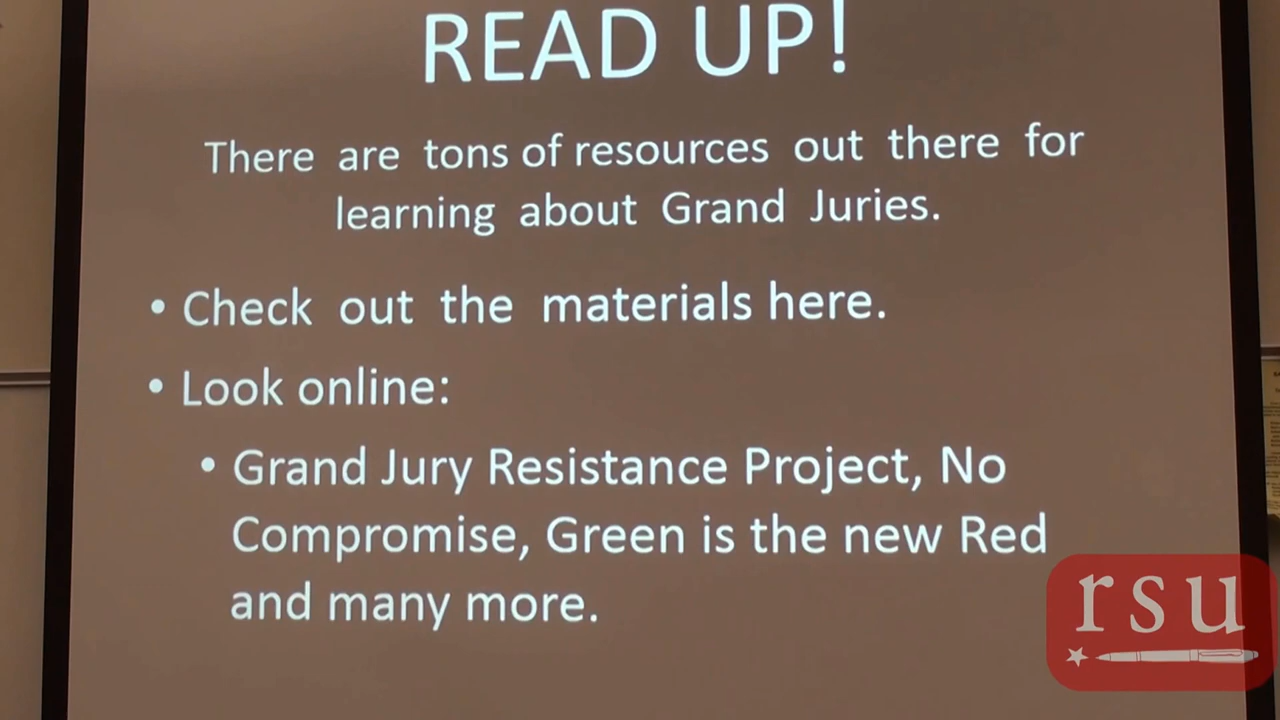 READ UP!
There are tons of resources out there for
learning about Grand Juries.
• Check out the materials here.
• Look online:
• Grand Jury Resistance Project, No
Compromise, Green is the new Red
and many more.
rsu